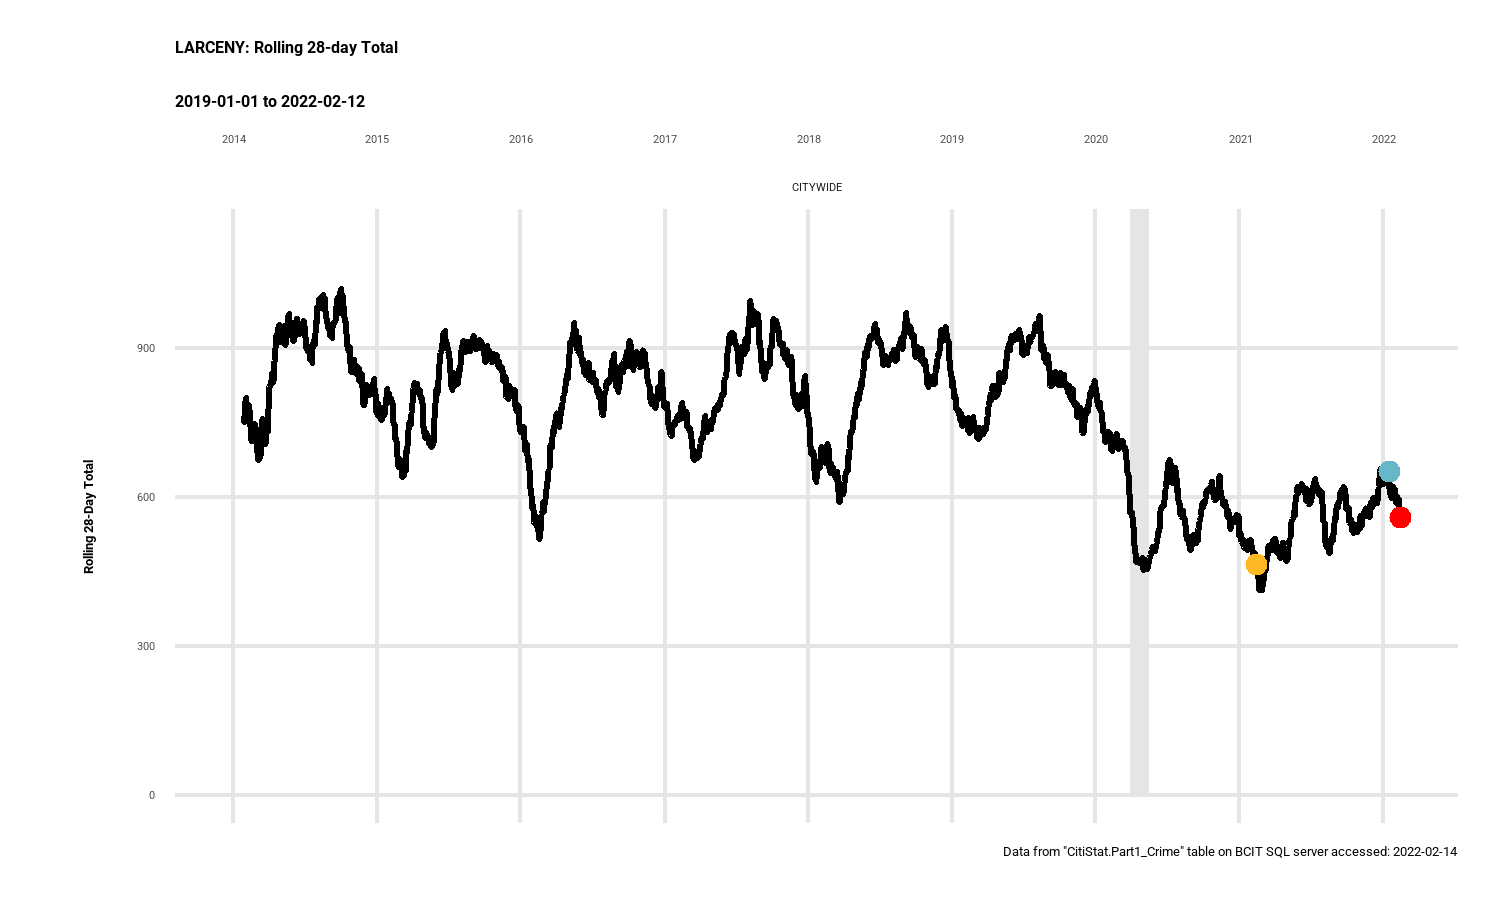 LARCENY: Rolling 28-day Total
2019-01-01 to 2022-02-12
2014 2015 2016 2017 2018 2019 2020 2021 2022
CITYWIDE
900
600
300
0
Rolling 28-Day Total
Data from "CitiStat.Part1_Crime" table on BCIT SQL server accessed: 2022-02-14